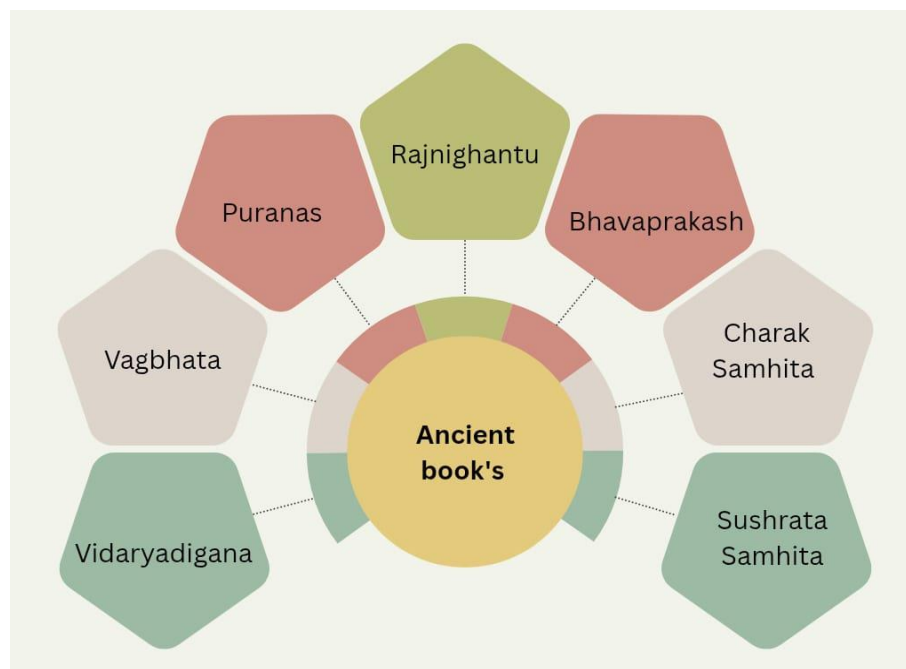 Rajnighantu
Puranas
Bhavaprakash
Vagbhata
Charak
Samhita
Ancient
book's
Vidaryadigana
Sushrata
Samhita